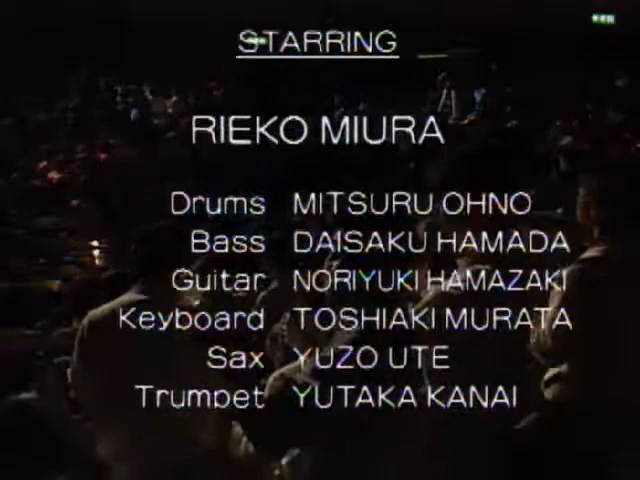 STARRING
RIEKO MIURA
Drums MITSURU OHNO
Bass DAISAKU HAMADA
Guitar NORIYUKI HAMAZAKI
Keyboard TOSHIAKI MURATA
Sax YUZO UTE
Trumpet YUTAKA KANAI